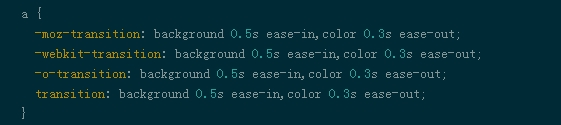 a {
-moz-transition: background 0.5s ease-in,color 0.3s ease-out;
-webkit-transition: background 0.5s ease-in,color 0.3s ease-out;
-o-transition: background 0.5s ease-in,color 0.3s ease-out;
transition: background 0.5s ease-in,color 0.3s ease-out;
}